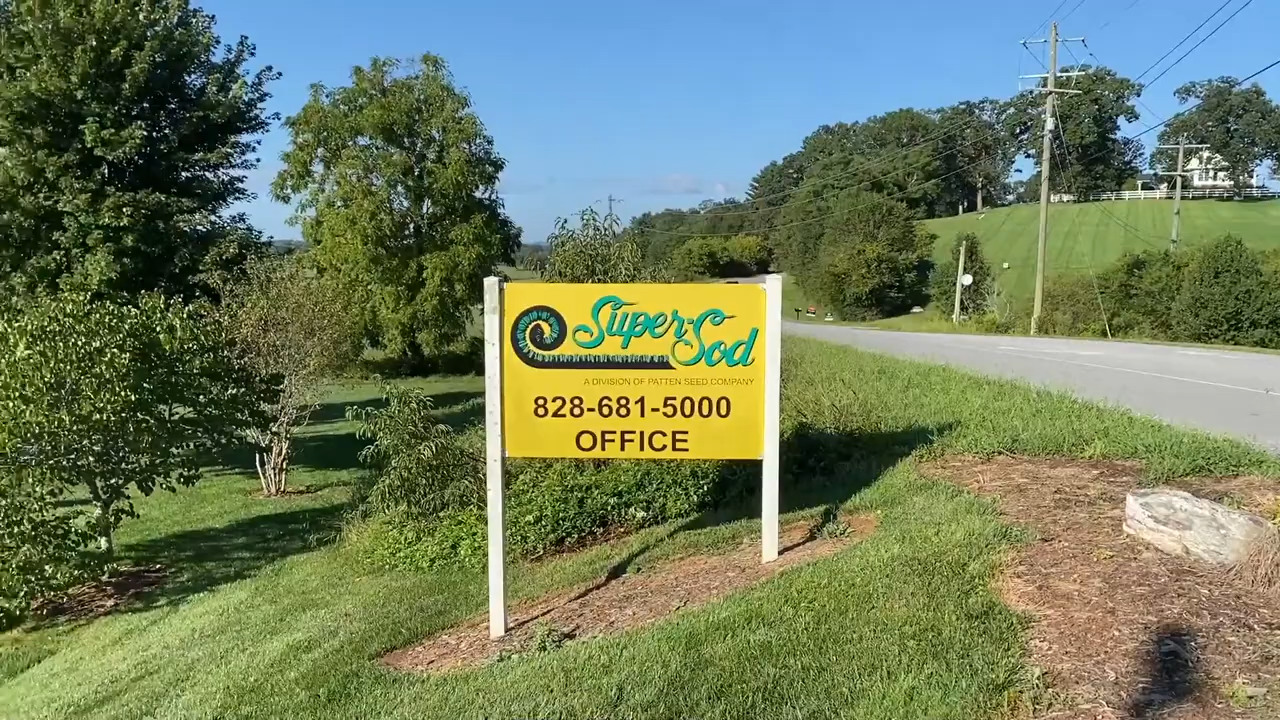 Super-Sod
A DIVISION OF PATTEN SEED COMPANY
828-681-5000
OFFICE